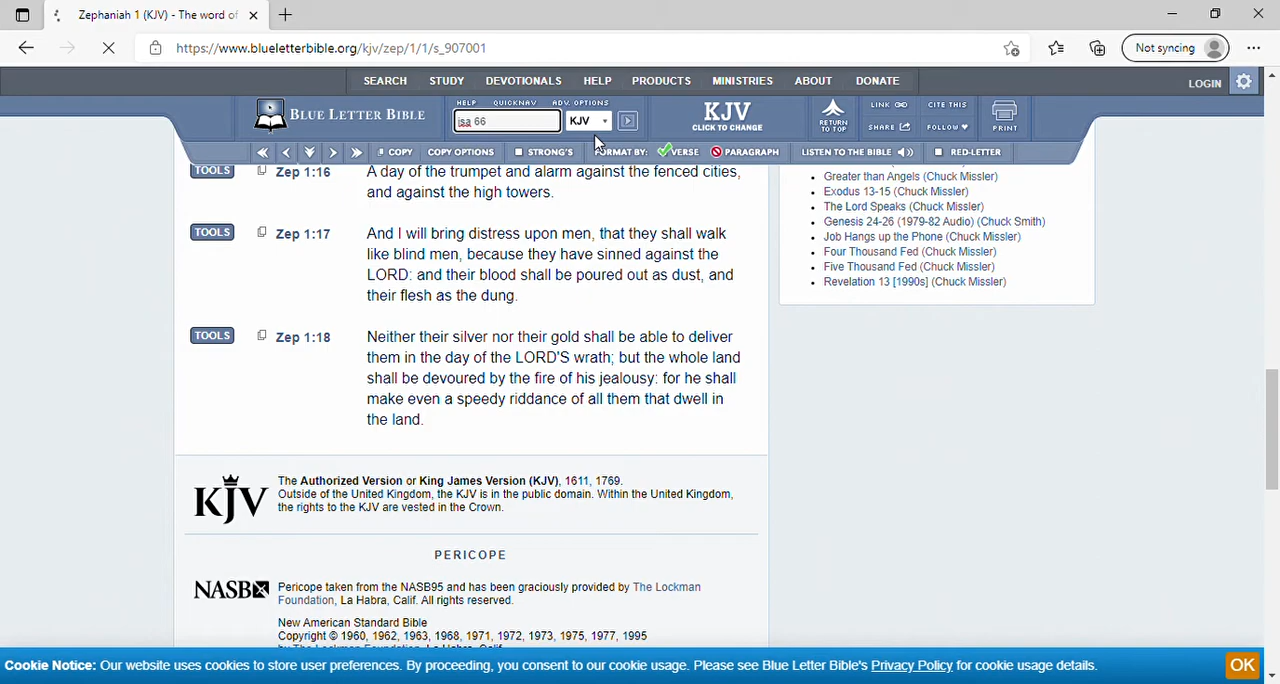 Zephaniah 1 (KJV) - The word of
https://www.blueletterbible.org/kjv/zep/1/1/s_907001
Not syncing
SEARCH STUDY DEVOTIONALS HELP PRODUCTS MINISTRIES ABOUT DONATE
LOGIN
HELP QUICKNAV ADV. OPTIONS
BLUE LETTER BIBLE
isa 66
KJV
KJV
CLICK TO CHANGE
RETURN
TO TOP
LINK CITE THIS
SHARE FOLLOW PRINT
COPY COPY OPTIONS STRONG'S FORMAT BY: VERSE PARAGRAPH LISTEN TO THE BIBLE RED-LETTER
TOOLS Zep 1:16 A day of the trumpet and alarm against the fenced cities,
and against the high towers.
TOOLS Zep 1:17 And I will bring distress upon men, that they shall walk
like blind men, because they have sinned against the
LORD: and their blood shall be poured out as dust, and
their flesh as the dung.
TOOLS Zep 1:18 Neither their silver nor their gold shall be able to deliver
them in the day of the LORD'S wrath; but the whole land
shall be devoured by the fire of his jealousy: for he shall
make even a speedy riddance of all them that dwell in
the land.
Greater than Angels (Chuck Missler)
Exodus 13-15 (Chuck Missler)
The Lord Speaks (Chuck Missler)
Genesis 24-26 (1979-82 Audio) (Chuck Smith)
Job Hangs up the Phone (Chuck Missler)
Four Thousand Fed (Chuck Missler)
Five Thousand Fed (Chuck Missler)
Revelation 13 [1990s] (Chuck Missler)
KJV
The Authorized Version or King James Version (KJV), 1611, 1769.
Outside of the United Kingdom, the KJV is in the public domain. Within the United Kingdom,
the rights to the KJV are vested in the Crown.
PERICOPE
NASB
Pericope taken from the NASB95 and has been graciously provided by The Lockman
Foundation, La Habra, Calif. All rights reserved.
New American Standard Bible
Copyright © 1960, 1962, 1963, 1968, 1971, 1972, 1973, 1975, 1977, 1995
by The Lockman Foundation, La Habra, Calif.
Cookie Notice: Our website uses cookies to store user preferences. By proceeding, you consent to our cookie usage. Please see Blue Letter Bible's Privacy Policy for cookie usage details.
OK